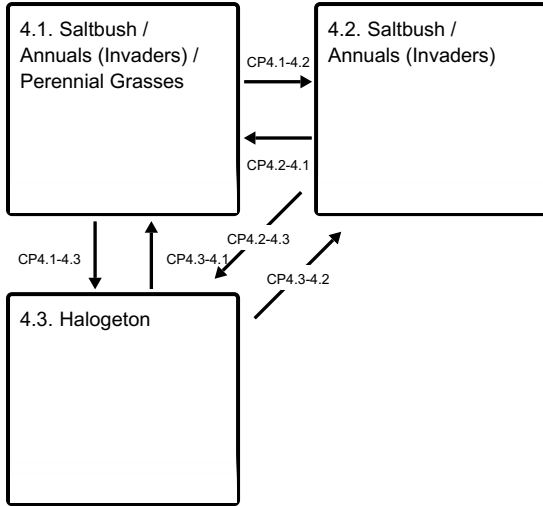 4.1. Saltbush /
Annuals (Invaders) /
Perennial Grasses
CP4.1-4.2
4.2. Saltbush /
Annuals (Invaders)
CP4.2-4.1
CP4.1-4.3
CP4.3-4.1
CP4.2-4.3
CP4.3-4.2
4.3. Halogeton